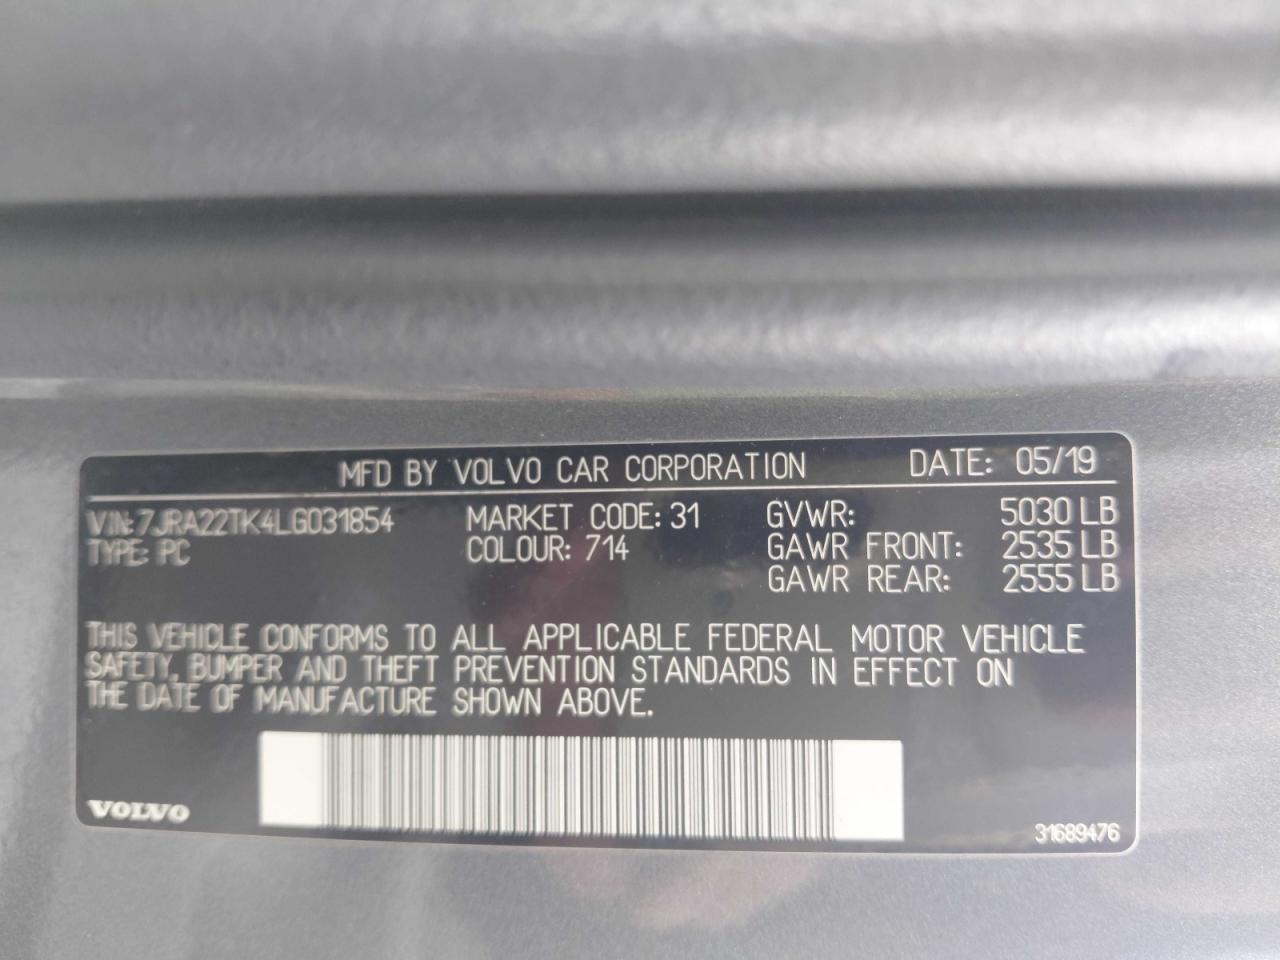 MFD BY VOLVO CAR CORPORATION DATE: 05/19
VIN: 7JRA22TK4LG031854 MARKET CODE: 31 GVWR: 5030 LB
TYPE: PC COLOUR: 714 GAWR FRONT: 2535 LB
GAWR REAR: 2555 LB
THIS VEHICLE CONFORMS TO ALL APPLICABLE FEDERAL MOTOR VEHICLE
SAFETY, BUMPER AND THEFT PREVENTION STANDARDS IN EFFECT ON
THE DATE OF MANUFACTURE SHOWN ABOVE.
VOLVO
31689476